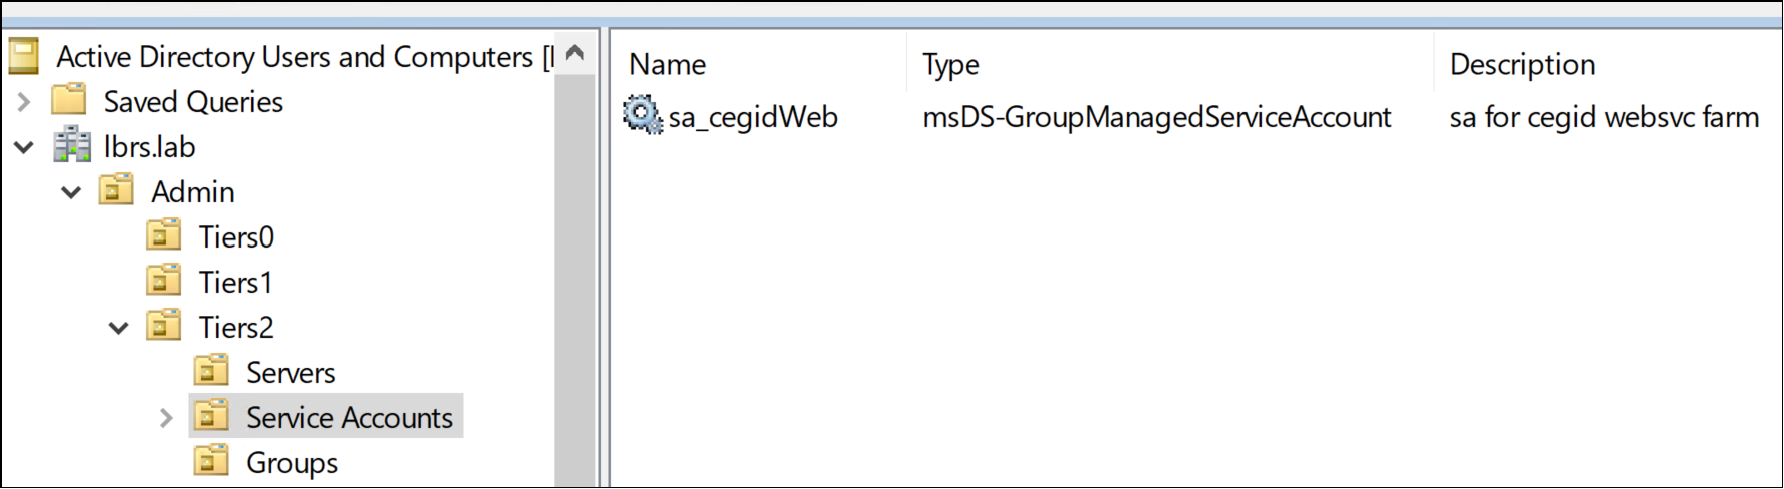 Active Directory Users and Computers [
Saved Queries
lbrs.lab
Admin
Tiers0
Tiers1
Tiers2
Servers
Service Accounts
Groups
Name Type Description
sa_cegidWeb msDS-GroupManagedServiceAccount sa for cegid websvc farm